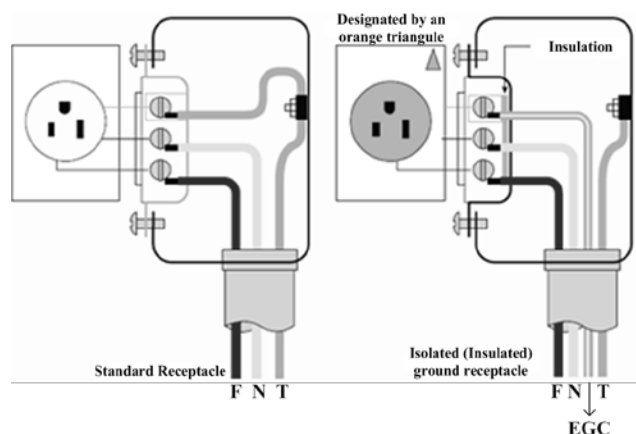 Designated by an
orange triangule
Insulation
Standard Receptacle
Isolated (Insulated)
ground receptacle
F N T
F N T
EGC